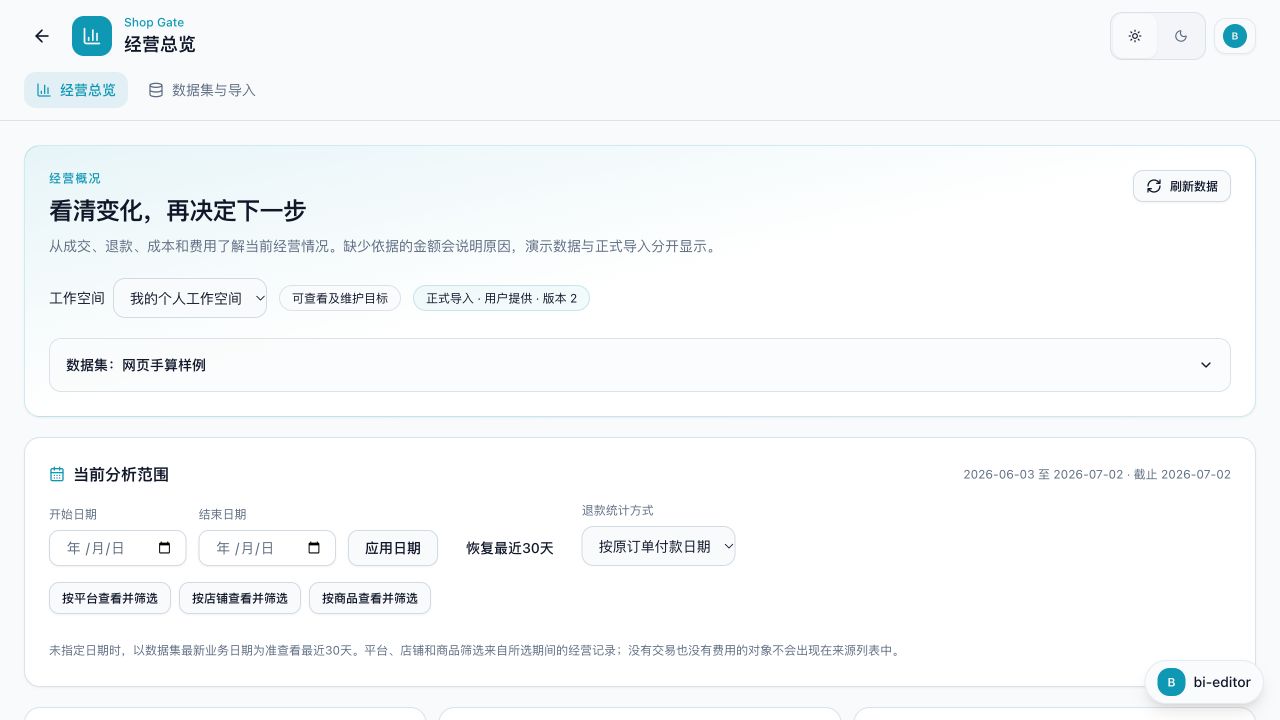 Shop Gate
经营总览
B
经营总览
数据集与导入
经营概况
刷新数据
看清变化，再决定下一步
从成交、退款、成本和费用了解当前经营情况。缺少依据的金额会说明原因，演示数据与正式导入分开显示。
工作空间 我的个人工作空间 可查看及维护目标 正式导入 · 用户提供 · 版本 2
数据集：网页手算样例
当前分析范围
2026-06-03 至 2026-07-02 · 截止 2026-07-02
开始日期 结束日期 退款统计方式
年 /月/日 年 /月/日 应用日期 恢复最近30天 按原订单付款日期
按平台查看并筛选 按店铺查看并筛选 按商品查看并筛选
未指定日期时，以数据集最新业务日期为准查看最近30天。平台、店铺和商品筛选来自所选期间的经营记录；没有交易也没有费用的对象不会出现在来源列表中。
B bi-editor